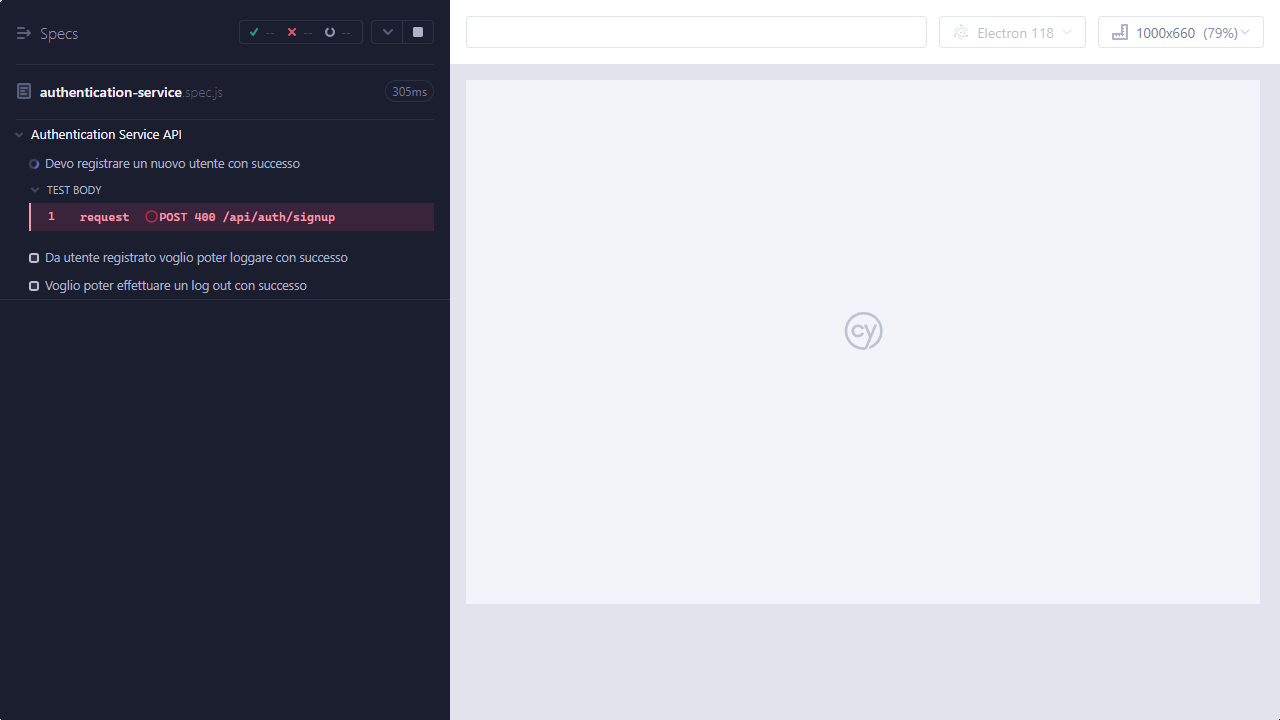 Specs
-- -- --
authentication-service.spec.js 305ms
Authentication Service API
Devo registrare un nuovo utente con successo
TEST BODY
1 request POST 400 /api/auth/signup
Da utente registrato voglio poter loggare con successo
Voglio poter effettuare un log out con successo
Electron 118
1000x660 (79%)
cy